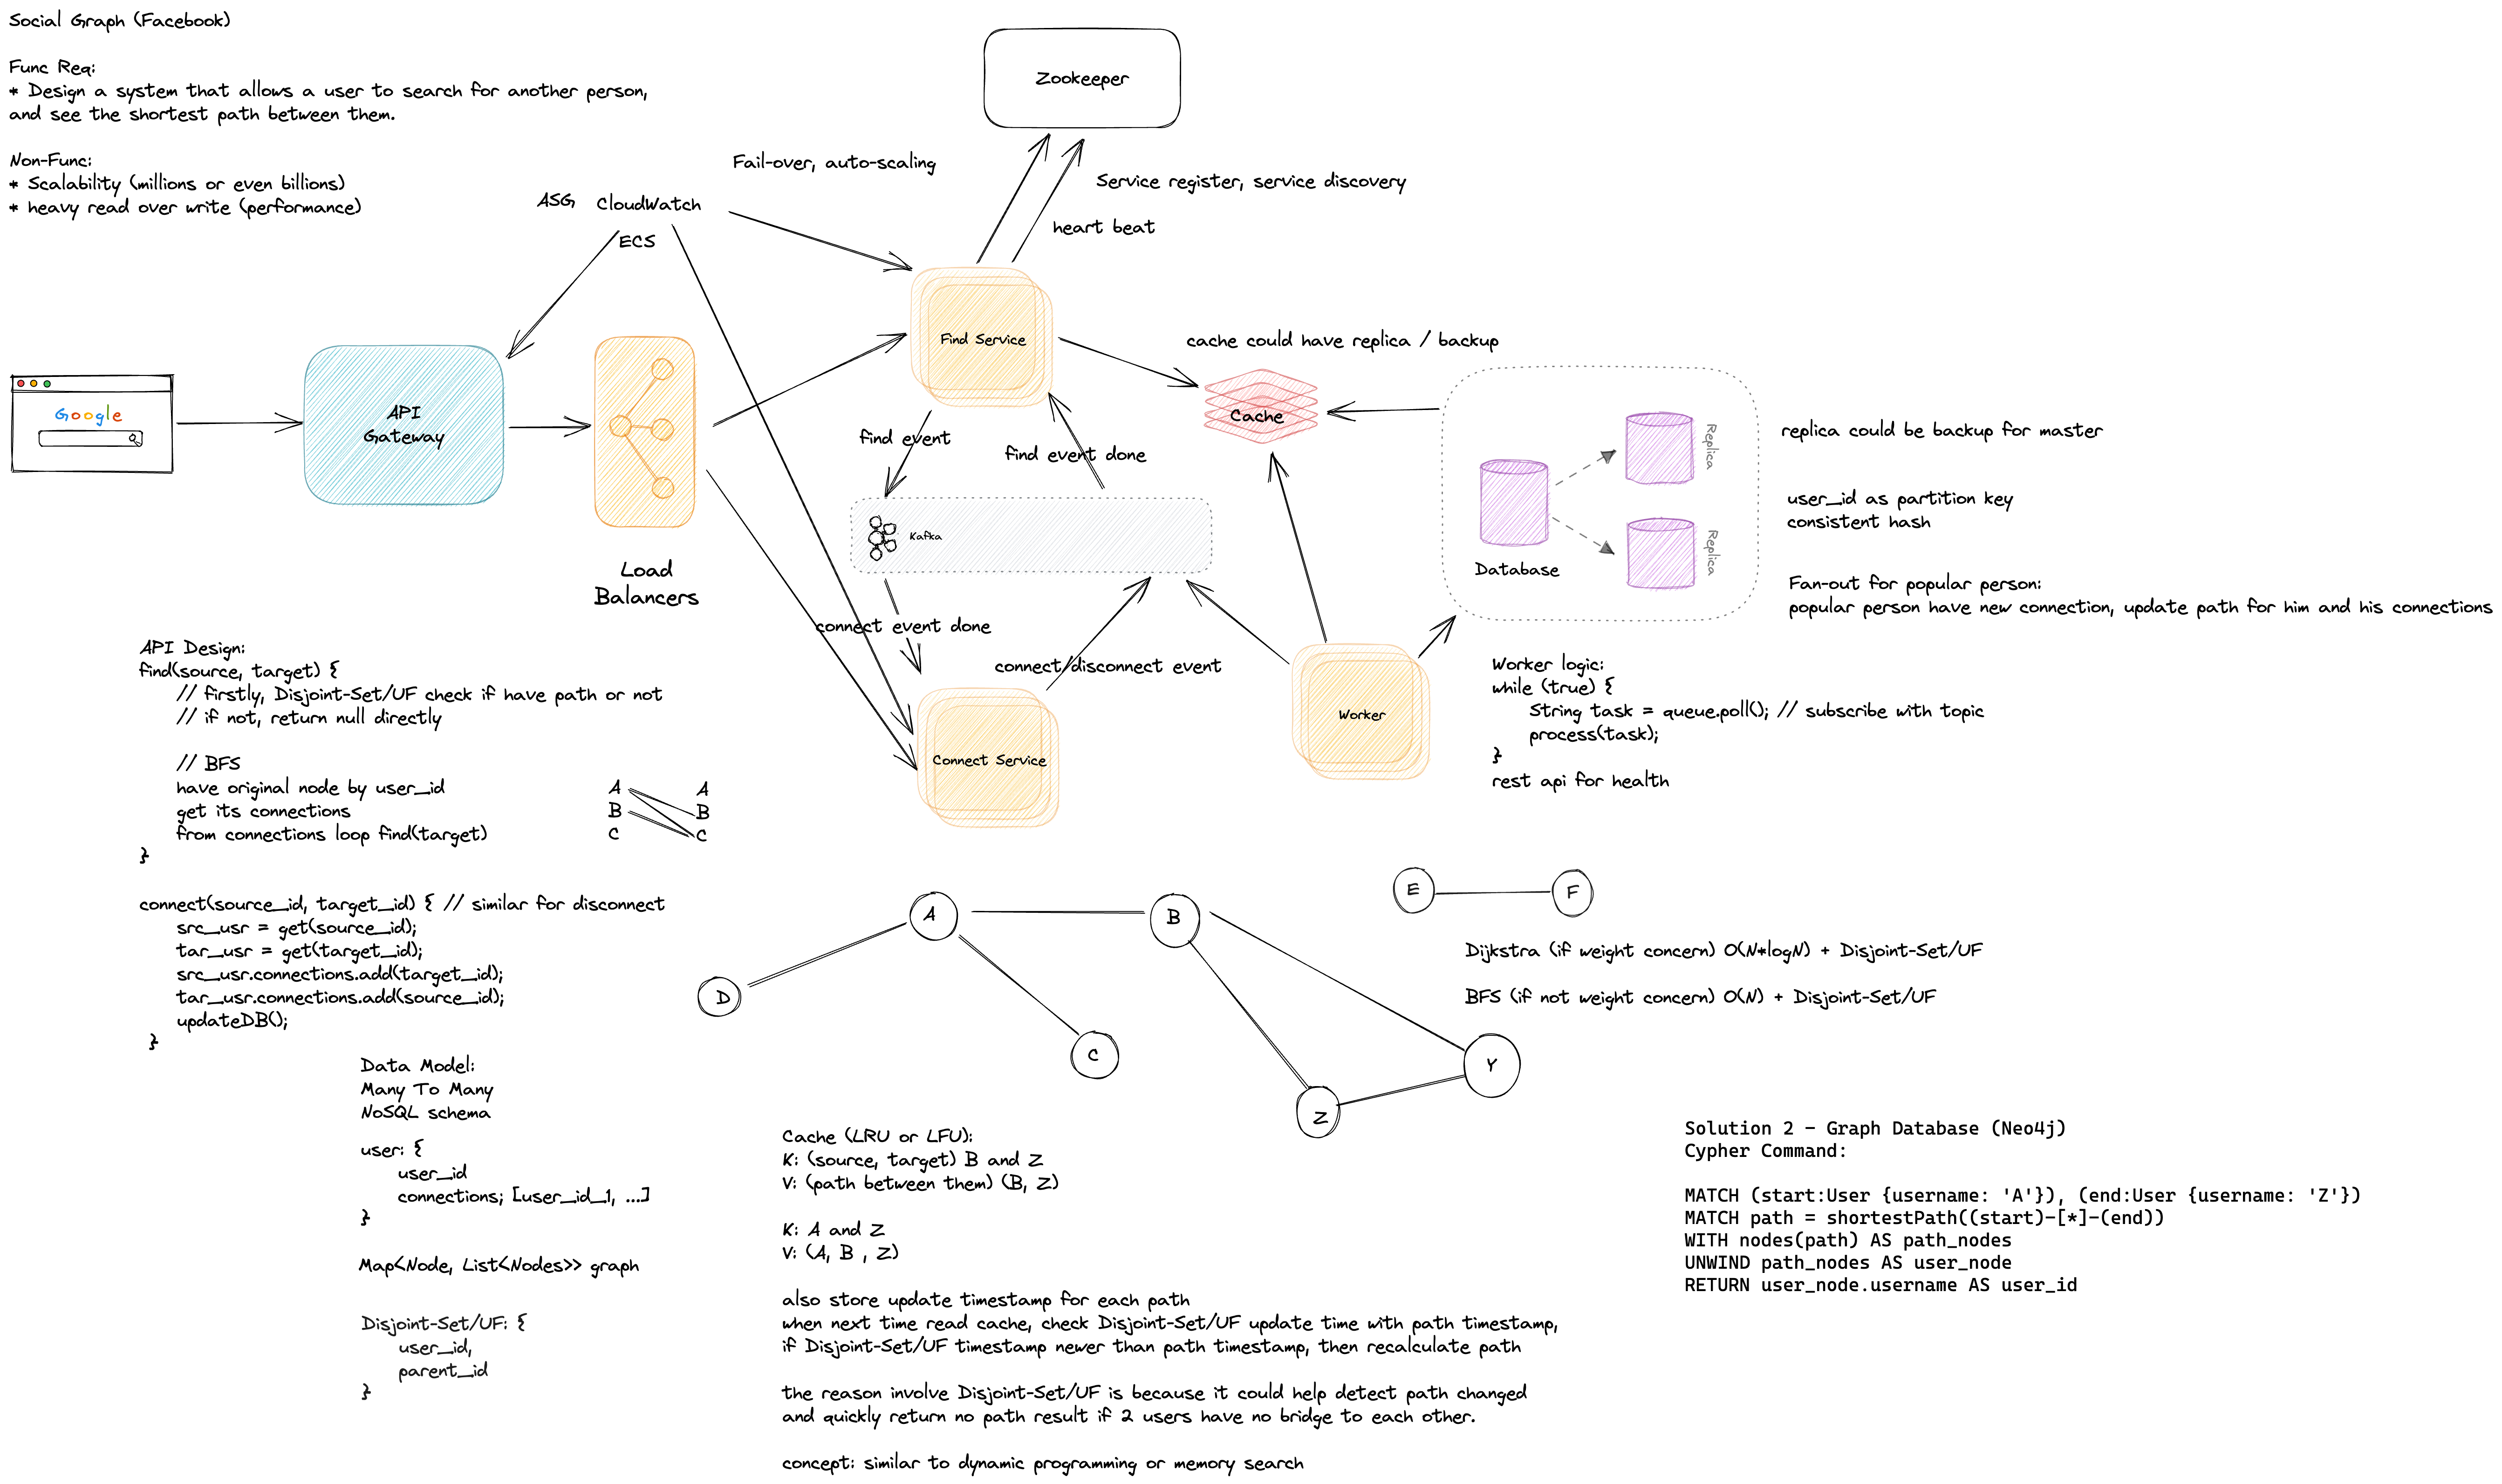 Social Graph (Facebook)
Func Req:
* Design a system that allows a user to search for another person,
and see the shortest path between them.
Non-Func:
* Scalability (millions or even billions)
* heavy read over write (performance)
Zookeeper
Fail-over, auto-scaling
Service register, service discovery
heart beat
ASG
CloudWatch
ECS
Google
API
Gateway
Load
Balancers
Find Service
find event
find event done
Kafka
connect event done
connect/disconnect event
Connect Service
cache could have replica / backup
Cache
Worker
Database
Replica
Replica
replica could be backup for master
user_id as partition key
consistent hash
Fan-out for popular person:
popular person have new connection, update path for him and his connections
Worker logic:
while (true) {
String task = queue.poll(); // subscribe with topic
process(task);
}
rest api for health
API Design:
find(source, target) {
// firstly, Disjoint-Set/UF check if have path or not
// if not, return null directly
// BFS
have original node by user_id
get its connections
from connections loop find(target)
}
A A
B B
C C
connect(source_id, target_id) { // similar for disconnect
src_usr = get(source_id);
tar_usr = get(target_id);
src_usr.connections.add(target_id);
tar_usr.connections.add(source_id);
updateDB();
}
Data Model:
Many To Many
NoSQL schema
user: {
user_id
connections; [user_id_1, ...]
}
Map<Node, List<Nodes>> graph
Disjoint-Set/UF: {
user_id,
parent_id
}
A
B
D
C
Z
Y
E
F
Dijkstra (if weight concern) O(N*logN) + Disjoint-Set/UF
BFS (if not weight concern) O(N) + Disjoint-Set/UF
Cache (LRU or LFU):
K: (source, target) B and Z
V: (path between them) (B, Z)
K: A and Z
V: (A, B , Z)
also store update timestamp for each path
when next time read cache, check Disjoint-Set/UF update time with path timestamp,
if Disjoint-Set/UF timestamp newer than path timestamp, then recalculate path
the reason involve Disjoint-Set/UF is because it could help detect path changed
and quickly return no path result if 2 users have no bridge to each other.
concept: similar to dynamic programming or memory search
Solution 2 - Graph Database (Neo4j)
Cypher Command:
MATCH (start:User {username: 'A'}), (end:User {username: 'Z'})
MATCH path = shortestPath((start)-[*]-(end))
WITH nodes(path) AS path_nodes
UNWIND path_nodes AS user_node
RETURN user_node.username AS user_id